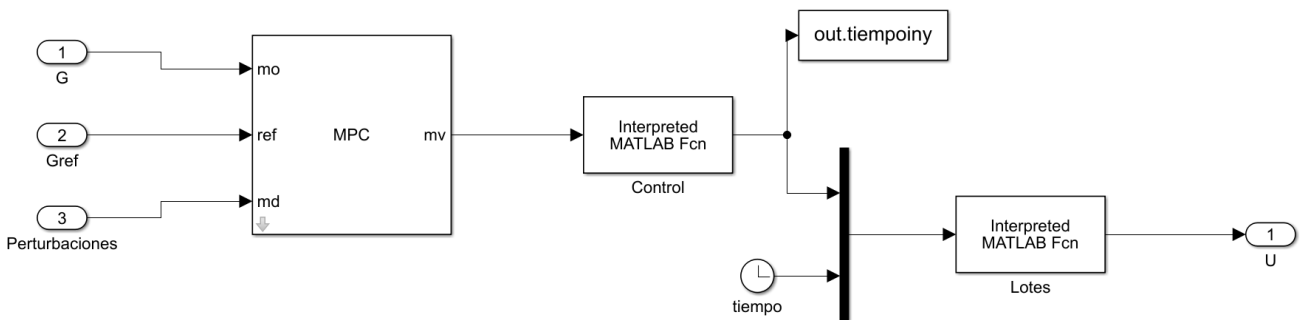 1
G
2
Gref
3
Perturbaciones
mo
ref
md
MPC
mv
Interpreted
MATLAB Fcn
Control
out.tiempoiny
tiempo
Interpreted
MATLAB Fcn
Lotes
1
U